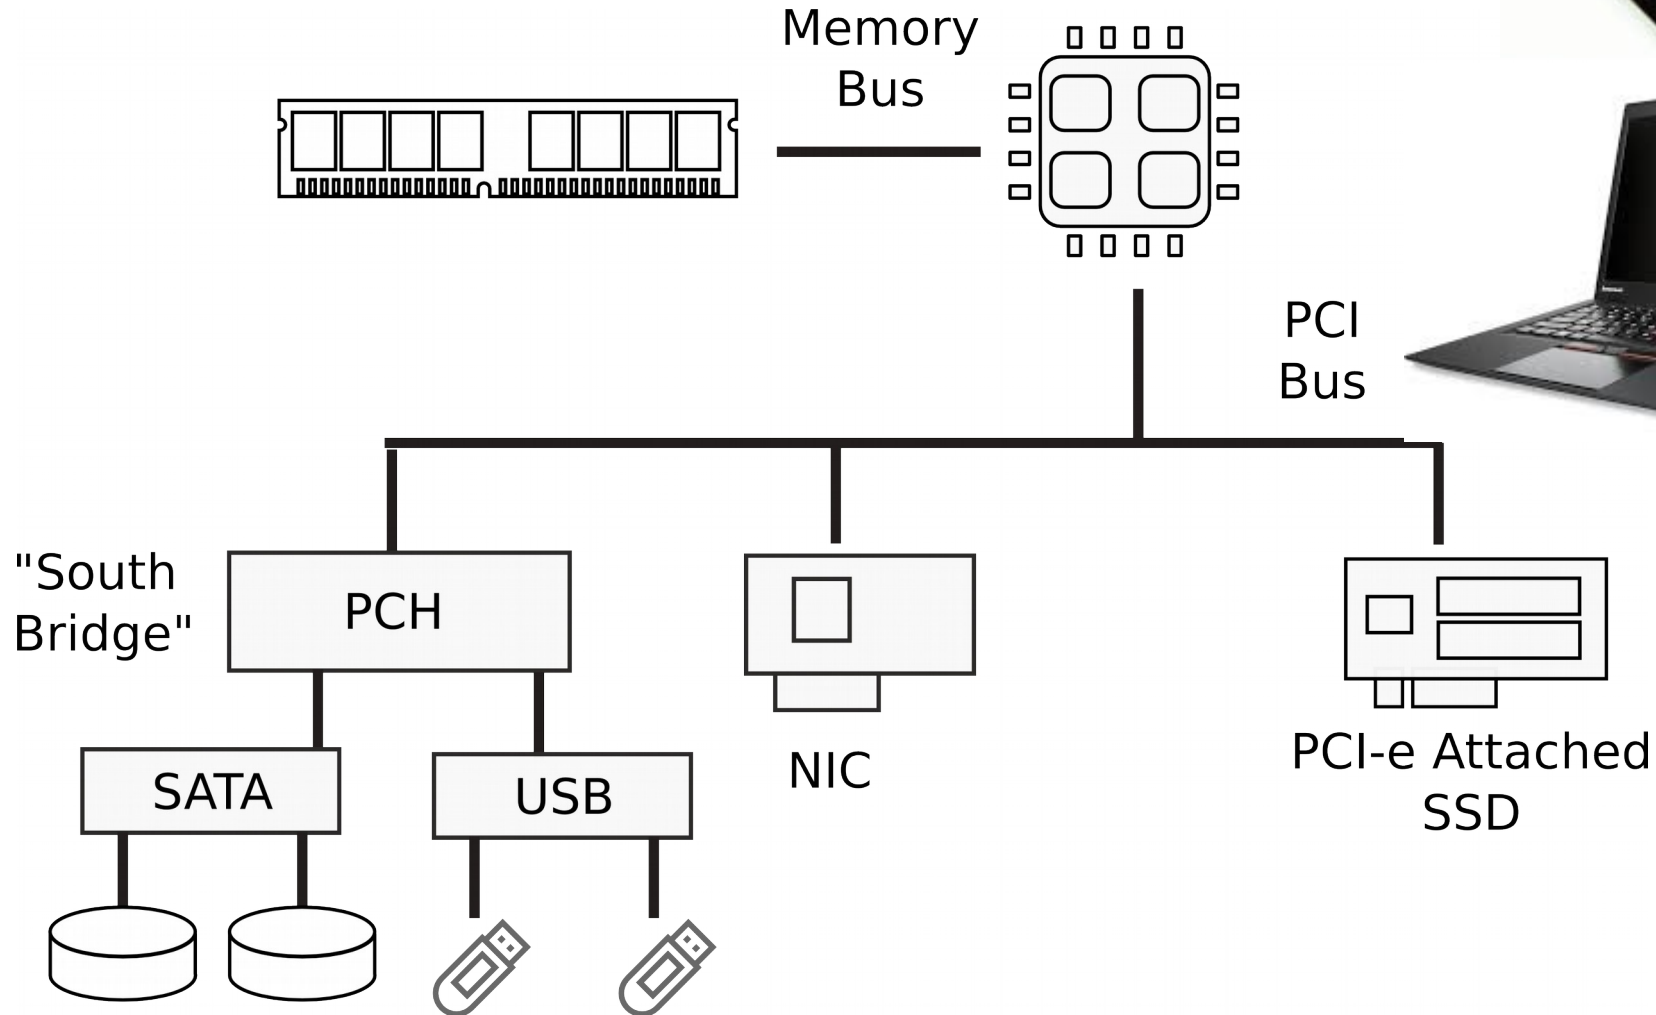 Memory
Bus
PCI
Bus
"South
Bridge"
PCH
SATA
USB
NIC
PCI-e Attached
SSD